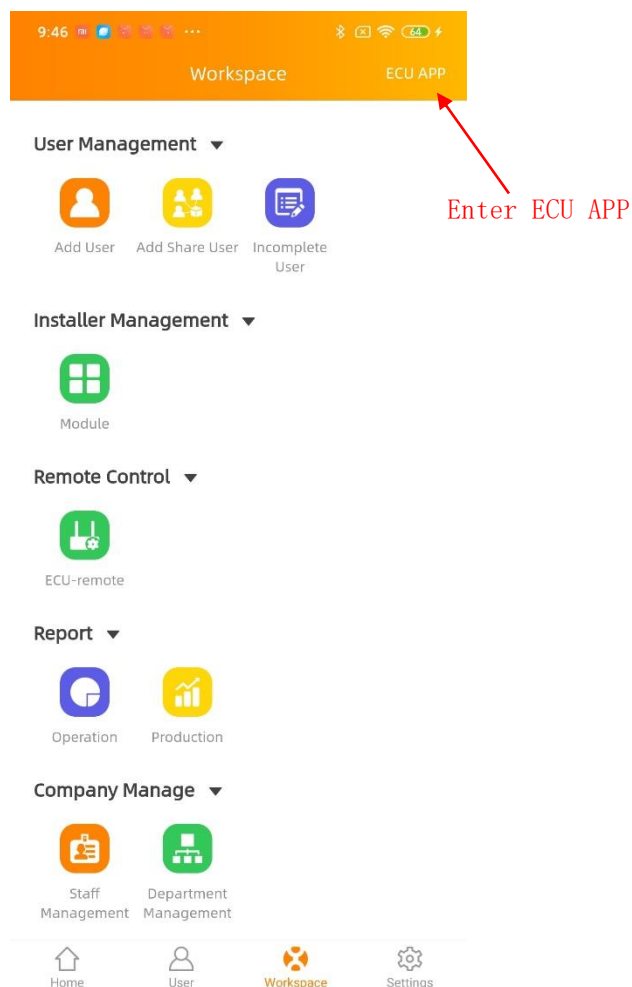 9:46
64
Workspace
ECU APP
User Management
Enter ECU APP
Add User
Add Share User
Incomplete
User
Installer Management
Module
Remote Control
ECU-remote
Report
Operation
Production
Company Manage
Staff
Management
Department
Management
Home
User
Workspace
Settings